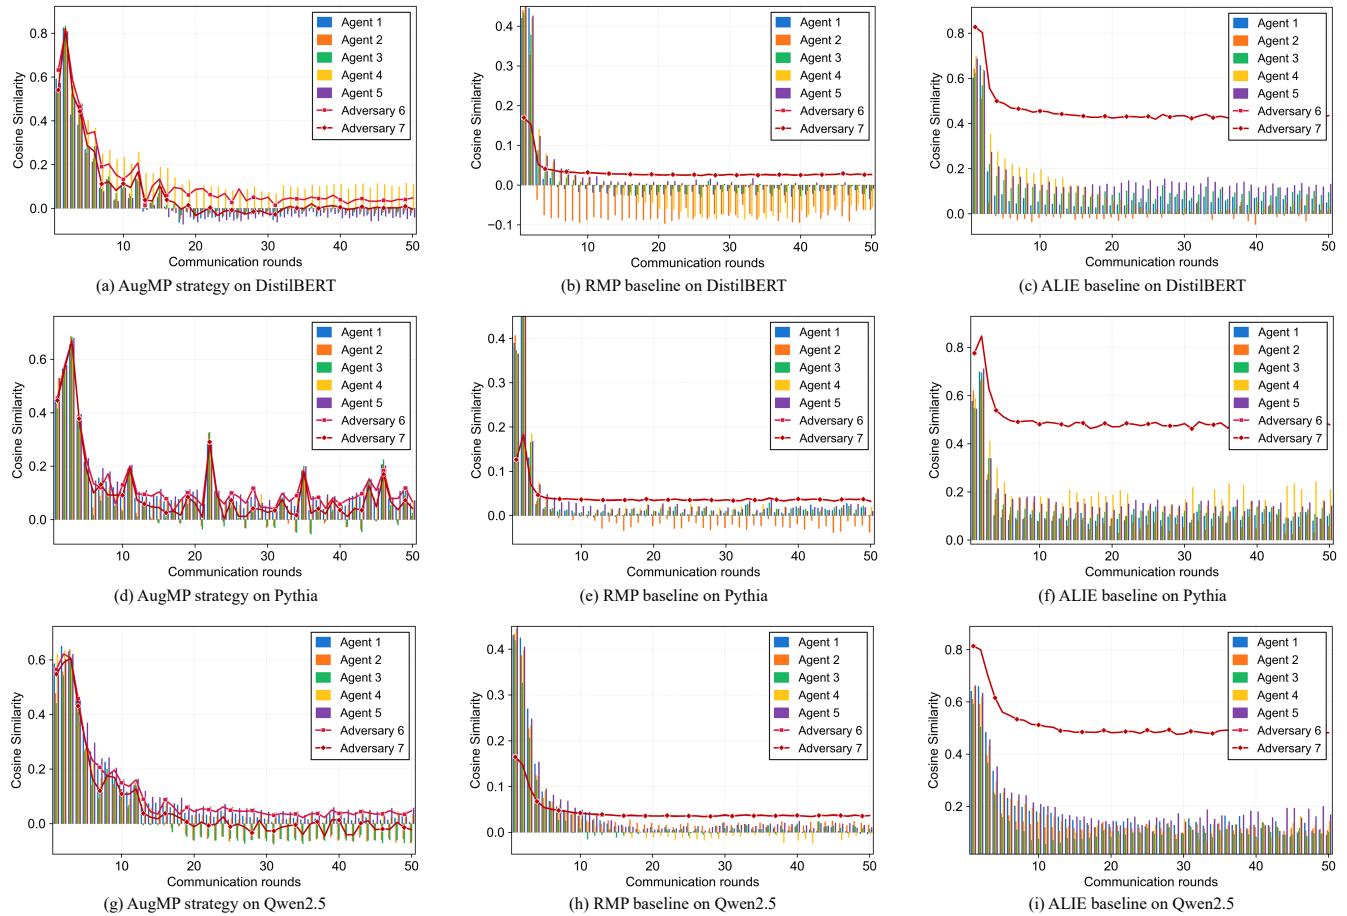 Cosine Similarity
0.8
0.6
0.4
0.2
0.0
10
20
30
40
50
Communication rounds
Agent 1
Agent 2
Agent 3
Agent 4
Agent 5
Adversary 6
Adversary 7
(a) AugMP strategy on DistilBERT
Cosine Similarity
0.4
0.3
0.2
0.1
0.0
−0.1
10
20
30
40
50
Communication rounds
Agent 1
Agent 2
Agent 3
Agent 4
Agent 5
Adversary 6
Adversary 7
(b) RMP baseline on DistilBERT
Cosine Similarity
0.8
0.6
0.4
0.2
0.0
10
20
30
40
50
Communication rounds
Agent 1
Agent 2
Agent 3
Agent 4
Agent 5
Adversary 6
Adversary 7
(c) ALIE baseline on DistilBERT
Cosine Similarity
0.6
0.4
0.2
0.0
10
20
30
40
50
Communication rounds
Agent 1
Agent 2
Agent 3
Agent 4
Agent 5
Adversary 6
Adversary 7
(d) AugMP strategy on Pythia
Cosine Similarity
0.4
0.3
0.2
0.1
0.0
10
20
30
40
50
Communication rounds
Agent 1
Agent 2
Agent 3
Agent 4
Agent 5
Adversary 6
Adversary 7
(e) RMP baseline on Pythia
Cosine Similarity
0.8
0.6
0.4
0.2
0.0
10
20
30
40
50
Communication rounds
Agent 1
Agent 2
Agent 3
Agent 4
Agent 5
Adversary 6
Adversary 7
(f) ALIE baseline on Pythia
Cosine Similarity
0.6
0.4
0.2
0.0
10
20
30
40
50
Communication rounds
Agent 1
Agent 2
Agent 3
Agent 4
Agent 5
Adversary 6
Adversary 7
(g) AugMP strategy on Qwen2.5
Cosine Similarity
0.4
0.3
0.2
0.1
0.0
10
20
30
40
50
Communication rounds
Agent 1
Agent 2
Agent 3
Agent 4
Agent 5
Adversary 6
Adversary 7
(h) RMP baseline on Qwen2.5
Cosine Similarity
0.8
0.6
0.4
0.2
10
20
30
40
50
Communication rounds
Agent 1
Agent 2
Agent 3
Agent 4
Agent 5
Adversary 6
Adversary 7
(i) ALIE baseline on Qwen2.5